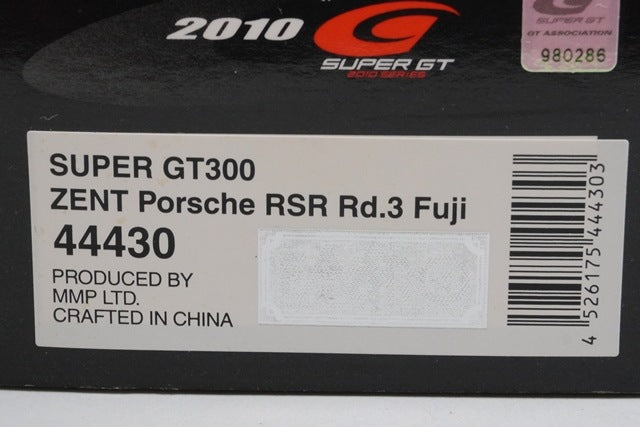 2010
SUPER GT
2010 SERIES
SUPER GT
GT ASSOCIATION
980286
SUPER GT300
ZENT Porsche RSR Rd.3 Fuji
44430
PRODUCED BY
MMP LTD.
CRAFTED IN CHINA
4 526175 444303